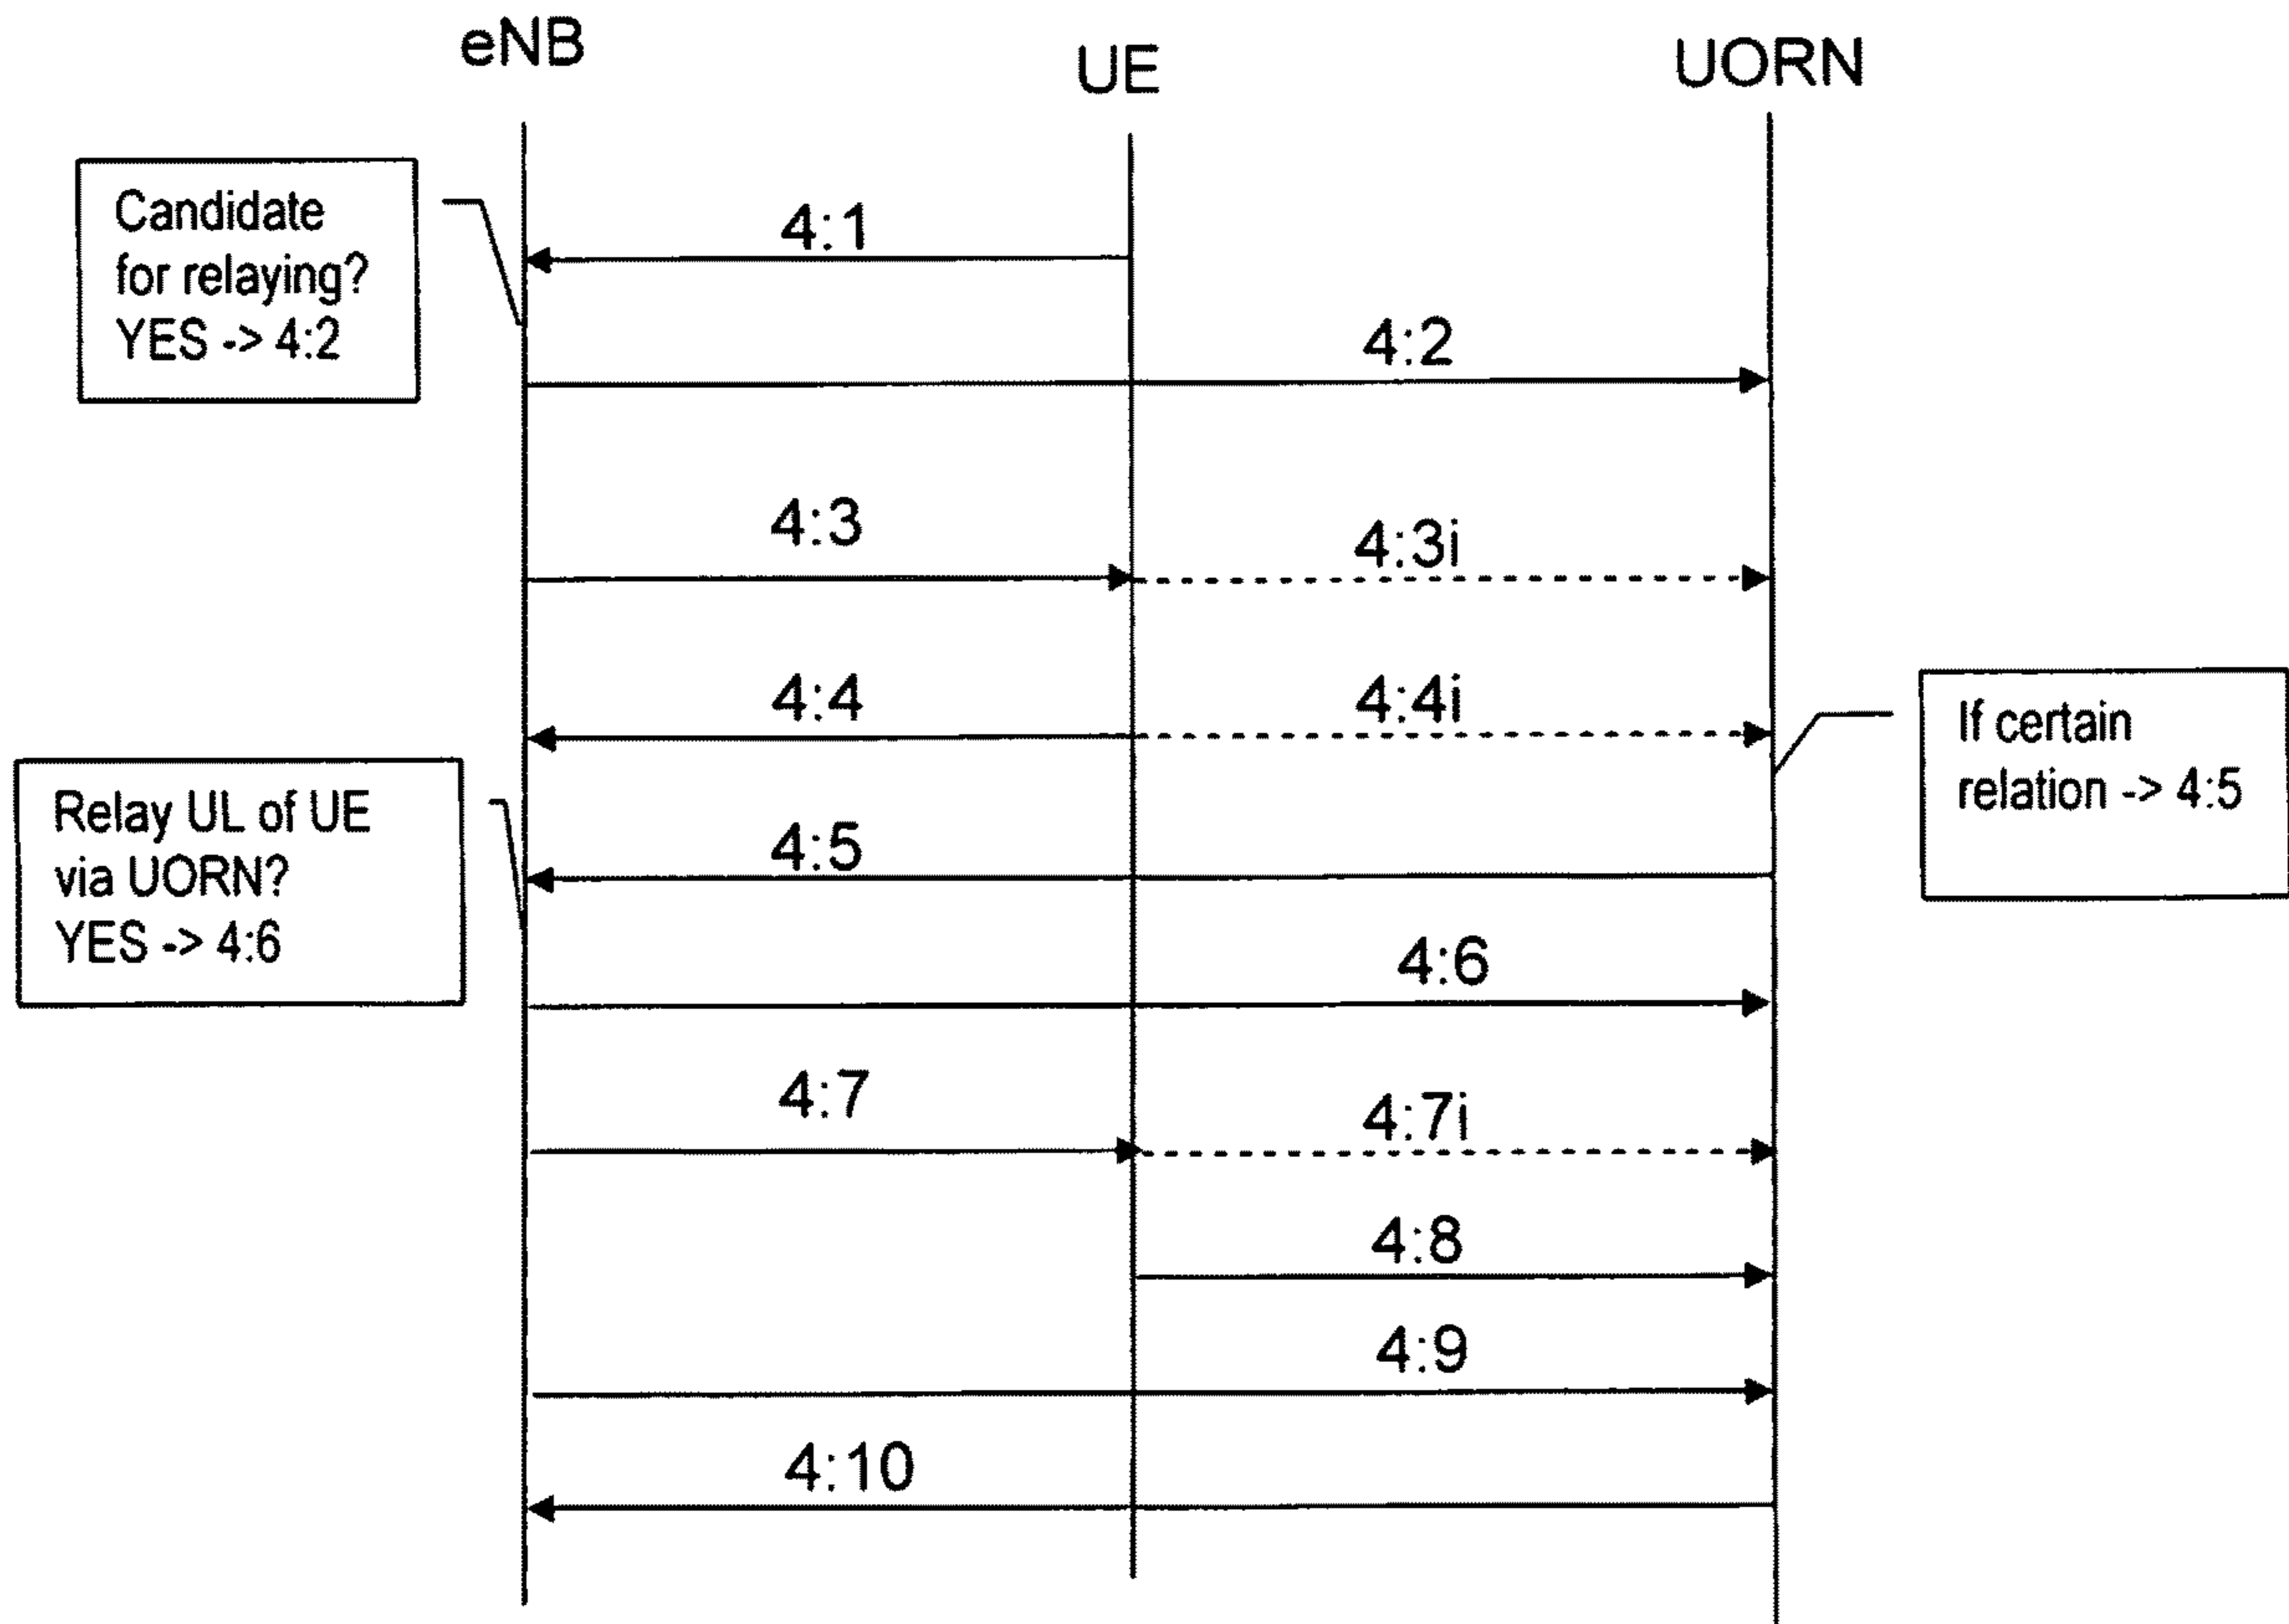 eNB
UE
UORN
Candidate
for relaying?
YES -> 4:2
4:1
4:2
4:3
4:3i
4:4
4:4i
If certain
relation -> 4:5
Relay UL of UE
via UORN?
YES -> 4:6
4:5
4:6
4:7
4:7i
4:8
4:9
4:10